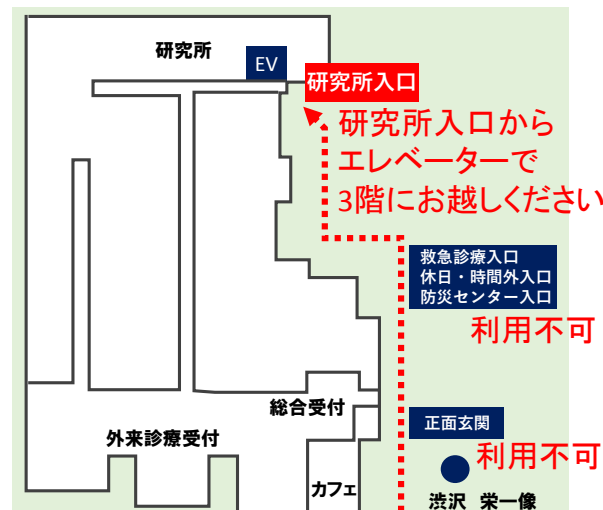 研究所
EV
研究所入口
研究所入口から
エレベーターで
3階にお越しください
救急診療入口
休日・時間外入口
防災センター入口
利用不可
総合受付
正面玄関
外来診療受付
利用不可
カフェ
渋沢 栄一像